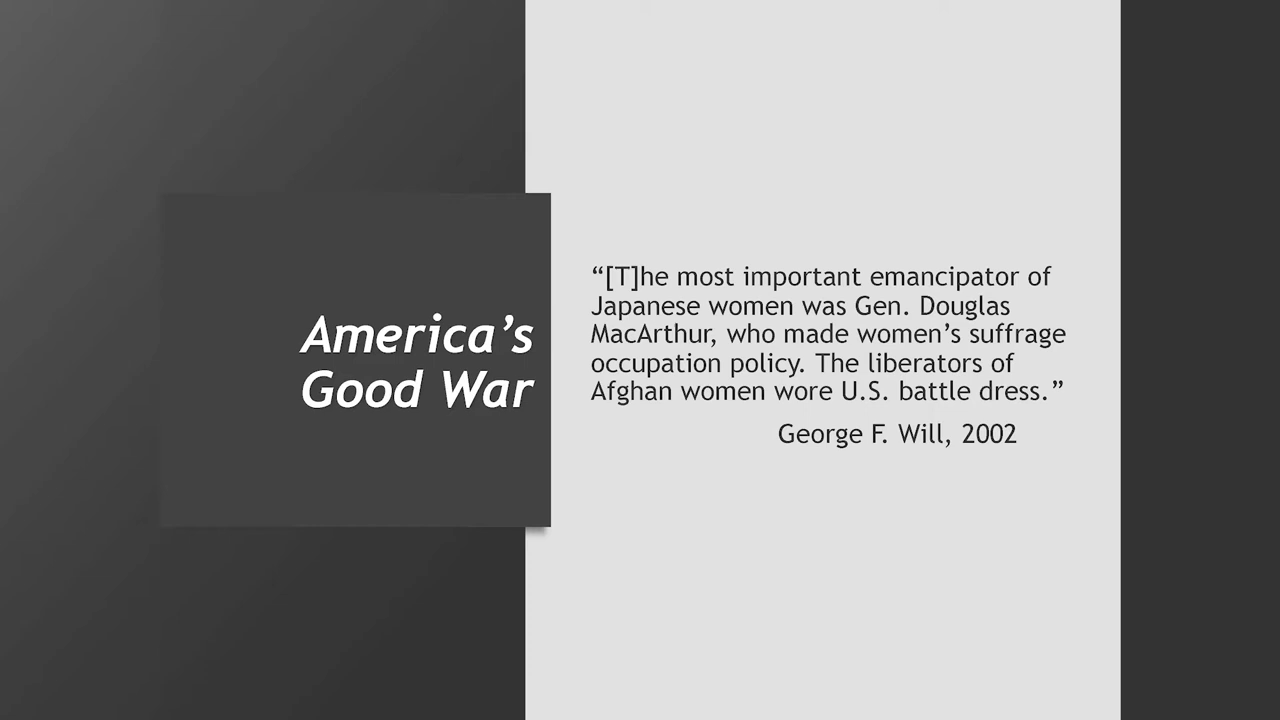 America’s
Good War
“[T]he most important emancipator of
Japanese women was Gen. Douglas
MacArthur, who made women’s suffrage
occupation policy. The liberators of
Afghan women wore U.S. battle dress.”
George F. Will, 2002